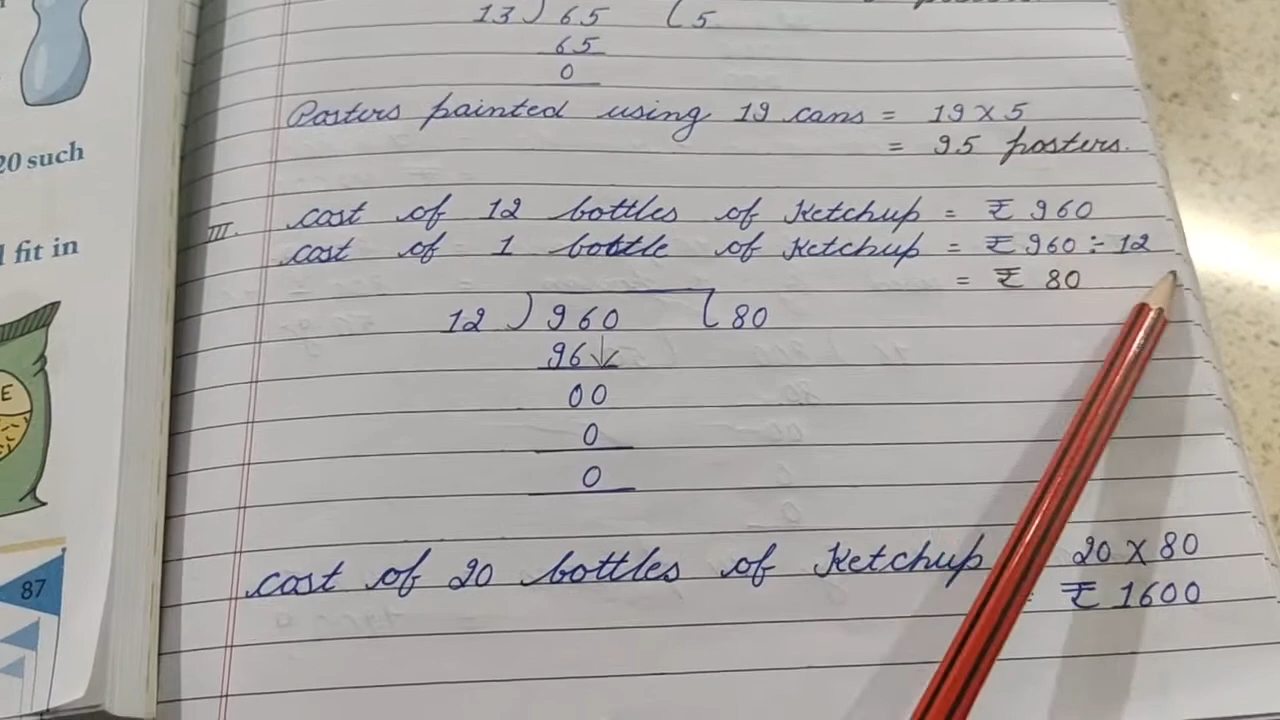 13 ) 65 ( 5
65
0
Posters painted using 19 cans = 19 x 5
= 95 posters.
III. cost of 12 bottles of Ketchup = ₹ 960
cost of 1 bottle of Ketchup = ₹ 960 ÷ 12
= ₹ 80
12 ) 960 ( 80
96↓
00
0
0
cost of 20 bottles of Ketchup 20 X 80
₹ 1600
20 such
fit in
E
87